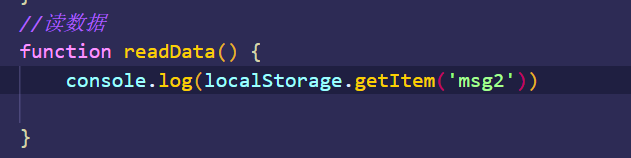 //读数据
function readData() {
    console.log(localStorage.getItem('msg2'))
}